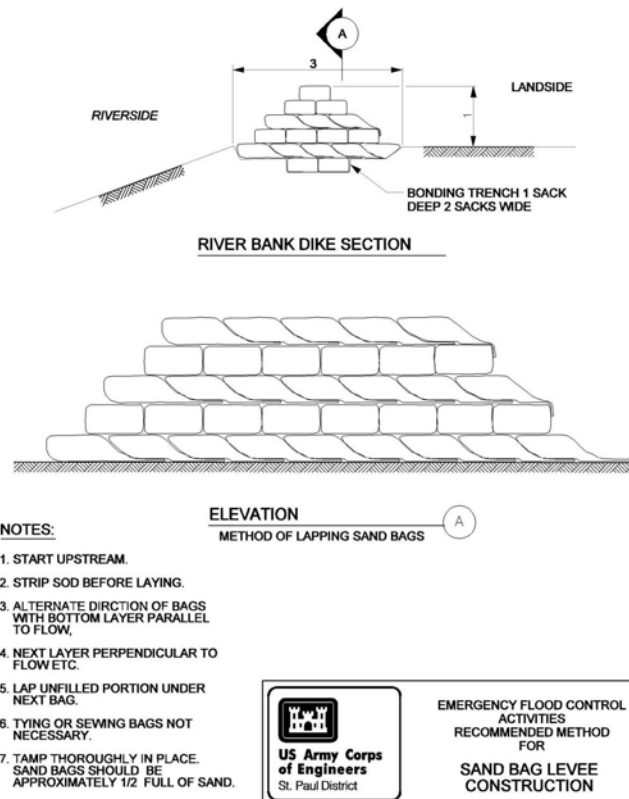 A
3
RIVERSIDE
LANDSIDE
1
BONDING TRENCH 1 SACK
DEEP 2 SACKS WIDE
RIVER BANK DIKE SECTION
ELEVATION
METHOD OF LAPPING SAND BAGS
A
NOTES:
1. START UPSTREAM.
2. STRIP SOD BEFORE LAYING.
3. ALTERNATE DIRCTION OF BAGS
WITH BOTTOM LAYER PARALLEL
TO FLOW,
4. NEXT LAYER PERPENDICULAR TO
FLOW ETC.
5. LAP UNFILLED PORTION UNDER
NEXT BAG.
6. TYING OR SEWING BAGS NOT
NECESSARY.
7. TAMP THOROUGHLY IN PLACE.
SAND BAGS SHOULD BE
APPROXIMATELY 1/2 FULL OF SAND.
US Army Corps
of Engineers
St. Paul District
EMERGENCY FLOOD CONTROL
ACTIVITIES
RECOMMENDED METHOD
FOR
SAND BAG LEVEE
CONSTRUCTION